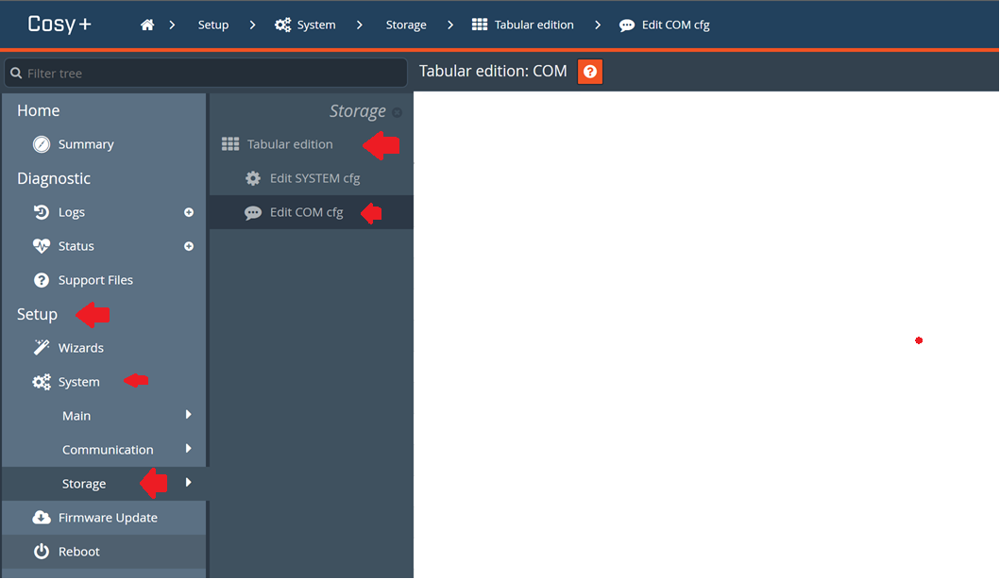 Cosy+
Setup
System
Storage
Tabular edition
Edit COM cfg
Filter tree
Tabular edition: COM
?
Home
Summary
Diagnostic
Logs
Status
Support Files
Setup
Wizards
System
Main
Communication
Storage
Firmware Update
Reboot
Storage
Tabular edition
Edit SYSTEM cfg
Edit COM cfg